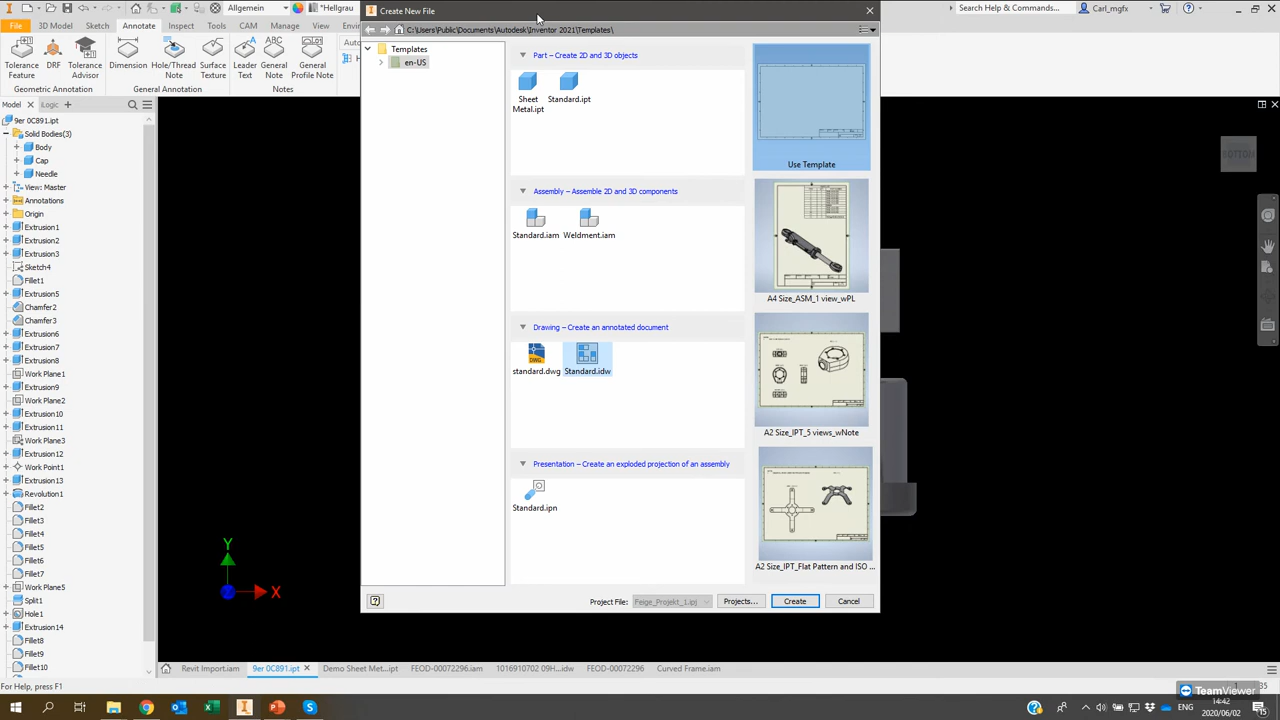 Allgemein
"Hellgrau
Create New File
Search Help & Commands...
Carl_mgfx
File
3D Model
Sketch
Annotate
Inspect
Tools
CAM
Manage
View
Tolerance
Feature
DRF
Tolerance
Advisor
Dimension
Hole/Thread
Note
Surface
Texture
Leader
Text
General
Note
General
Profile Note
Geometric Annotation
General Annotation
Notes
C:\Users\Public\Documents\Autodesk\Inventor 2021\Templates\
Templates
en-US
Part – Create 2D and 3D objects
Sheet
Metal.ipt
Standard.ipt
Use Template
Assembly – Assemble 2D and 3D components
Standard.iam
Weldment.iam
A4 Size_ASM_1 view_wPL
Drawing – Create an annotated document
standard.dwg
Standard.idw
A2 Size_IPT_5 views_wNote
Presentation – Create an exploded projection of an assembly
Standard.ipn
A2 Size_IPT_Flat Pattern and ISO ...
Project File:
Feige_Projekt_1.ipj
Projects...
Create
Cancel
BOTTOM
Model
Logic
9er 0C891.ipt
Solid Bodies(3)
Body
Cap
Needle
View: Master
Annotations
Origin
Extrusion1
Extrusion2
Extrusion3
Sketch4
Fillet1
Extrusion5
Chamfer2
Chamfer3
Extrusion6
Extrusion7
Extrusion8
Work Plane1
Extrusion9
Work Plane2
Extrusion10
Extrusion11
Work Plane3
Extrusion12
Work Point1
Extrusion13
Revolution1
Fillet2
Fillet3
Fillet4
Fillet5
Fillet6
Fillet7
Work Plane5
Split1
Hole1
Extrusion14
Fillet8
Fillet9
Fillet10
Y
X
Revit Import.iam
9er 0C891.ipt
Demo Sheet Met...ipt
FEOD-00072296.iam
1016910702 09H...idw
FEOD-00072296
Curved Frame.iam
For Help, press F1
TeamViewer
ENG
14:42
2020/06/02